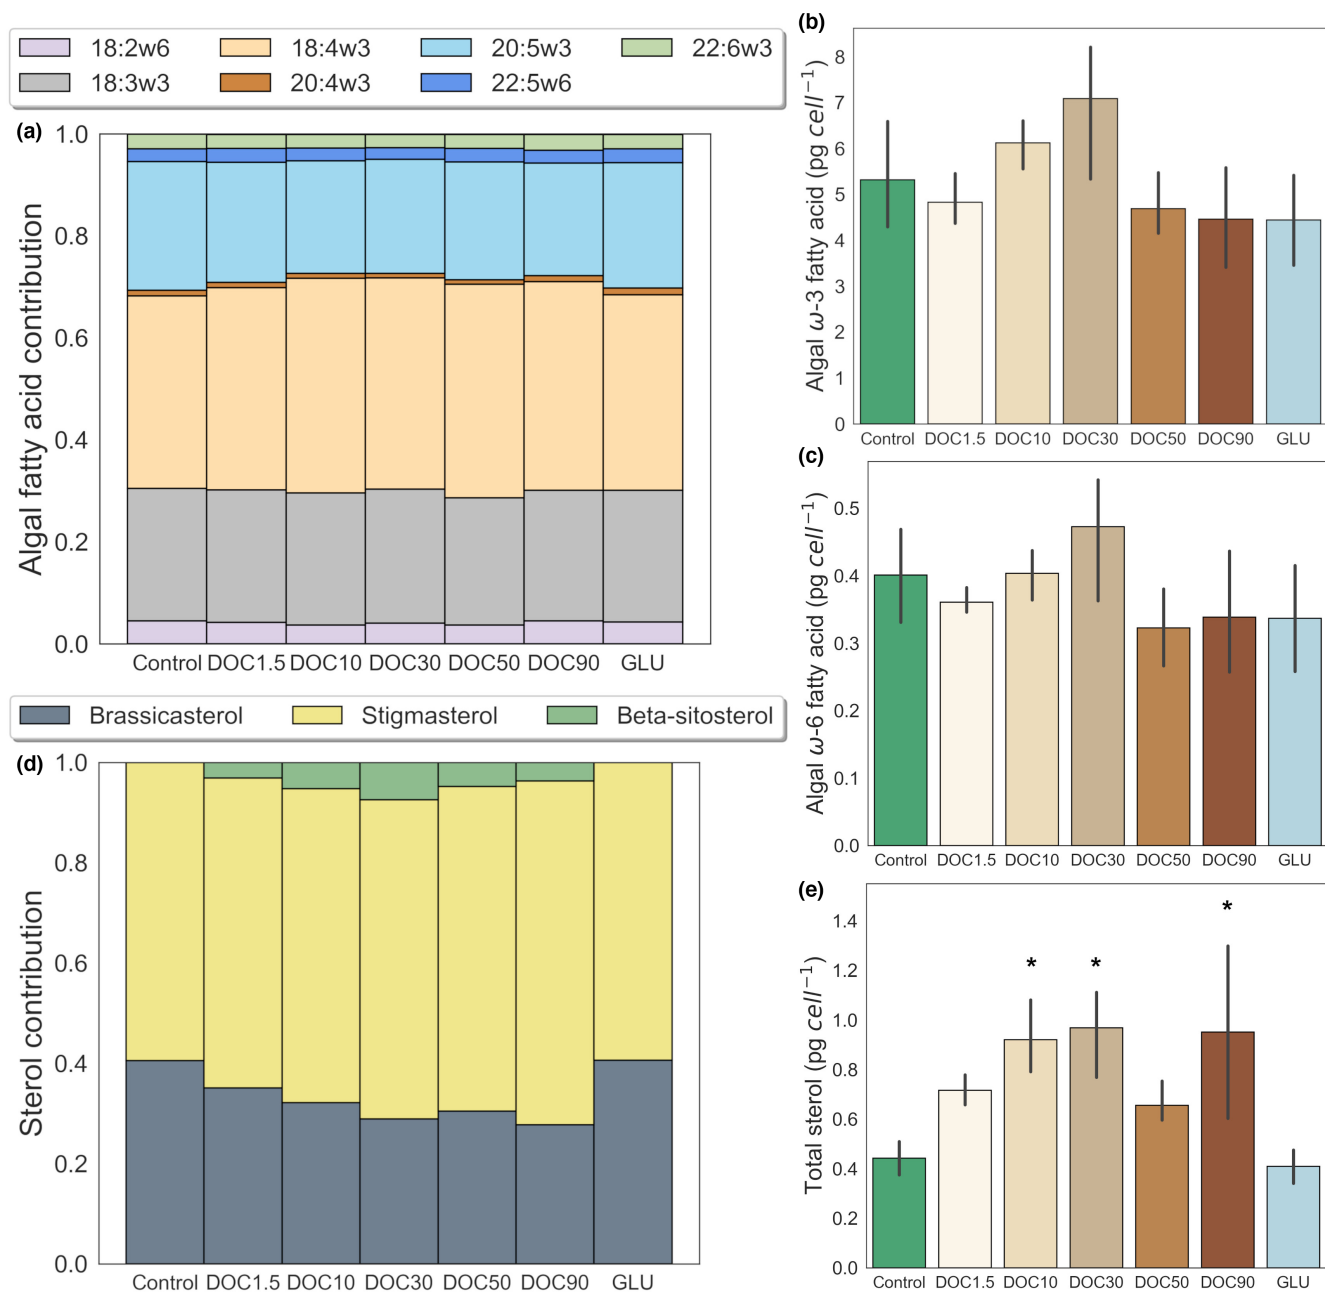 18:2w6 18:4w3 20:5w3 22:6w3
18:3w3 20:4w3 22:5w6
(a)
Algal fatty acid contribution
1.0
0.8
0.6
0.4
0.2
0.0
Control DOC1.5 DOC10 DOC30 DOC50 DOC90 GLU
(b)
Algal ω-3 fatty acid (pg cell⁻¹)
8
7
6
5
4
3
2
1
0
Control DOC1.5 DOC10 DOC30 DOC50 DOC90 GLU
(c)
Algal ω-6 fatty acid (pg cell⁻¹)
0.5
0.4
0.3
0.2
0.1
0.0
Control DOC1.5 DOC10 DOC30 DOC50 DOC90 GLU
Brassicasterol Stigmasterol Beta-sitosterol
(d)
Sterol contribution
1.0
0.8
0.6
0.4
0.2
0.0
Control DOC1.5 DOC10 DOC30 DOC50 DOC90 GLU
(e)
Total sterol (pg cell⁻¹)
1.4
1.2
1.0
0.8
0.6
0.4
0.2
0.0
* * *
Control DOC1.5 DOC10 DOC30 DOC50 DOC90 GLU